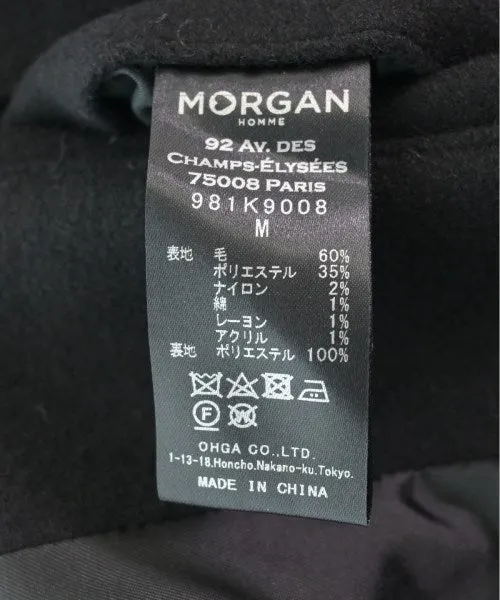 MORGAN
HOMME
92 AV. DES
CHAMPS-ÉLYSÉES
75008 PARIS
981K9008
M
表地 毛 60%
ポリエステル 35%
ナイロン 2%
綿 1%
レーヨン 1%
アクリル 1%
裏地 ポリエステル 100%
F W
OHGA CO.,LTD.
1-13-18.Honcho.Nakano-ku.Tokyo.
MADE IN CHINA